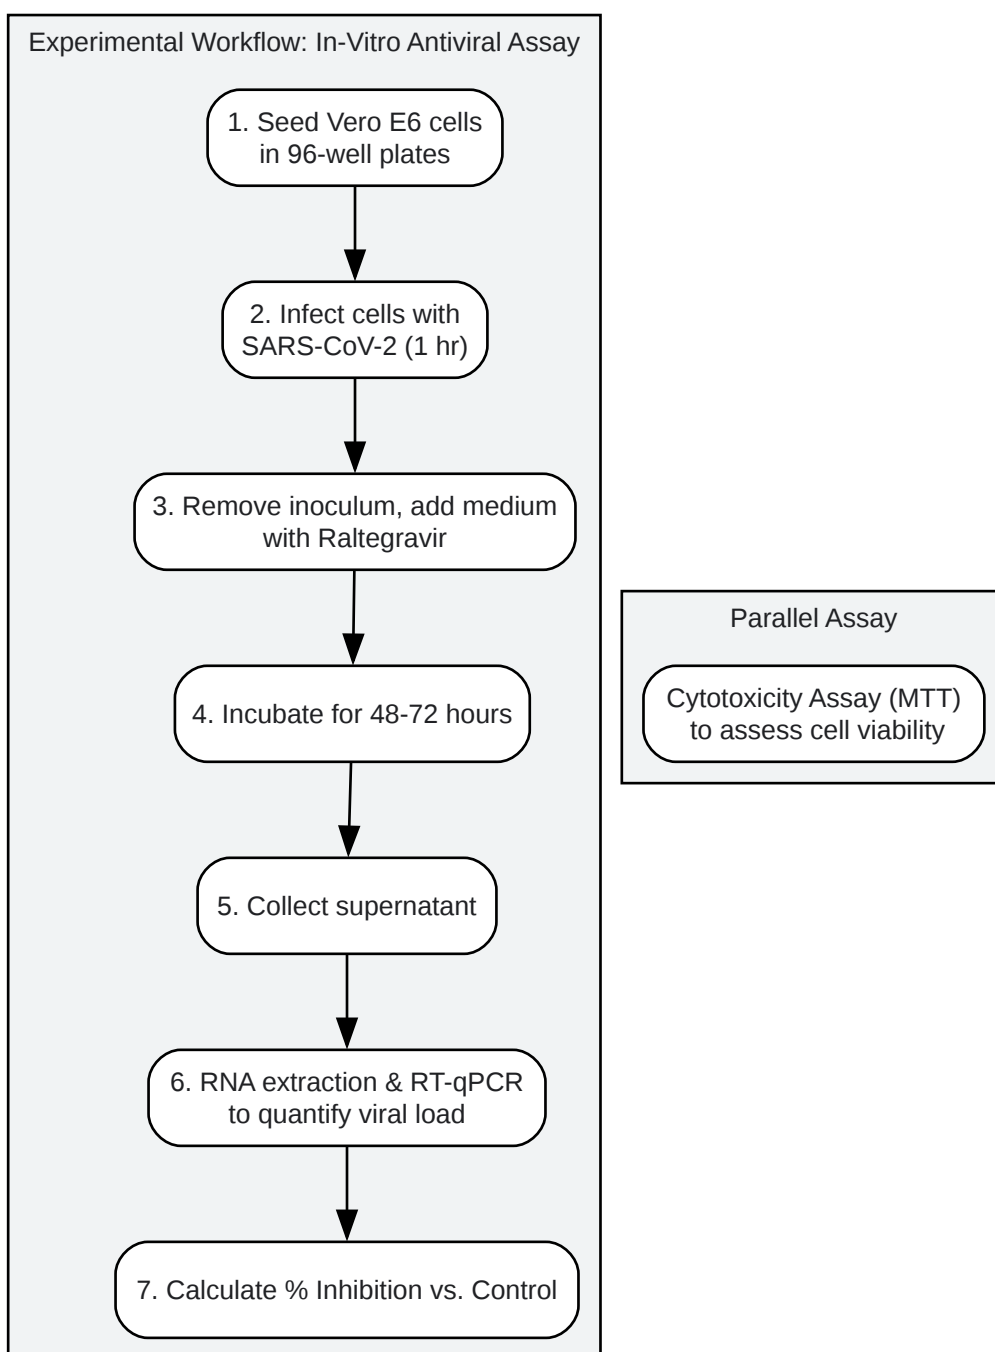 Experimental Workflow: In-Vitro Antiviral Assay
1. Seed Vero E6 cells
in 96-well plates
2. Infect cells with
SARS-CoV-2 (1 hr)
3. Remove inoculum, add medium
with Raltegravir
4. Incubate for 48-72 hours
5. Collect supernatant
6. RNA extraction & RT-qPCR
to quantify viral load
7. Calculate % Inhibition vs. Control
Parallel Assay
Cytotoxicity Assay (MTT)
to assess cell viability